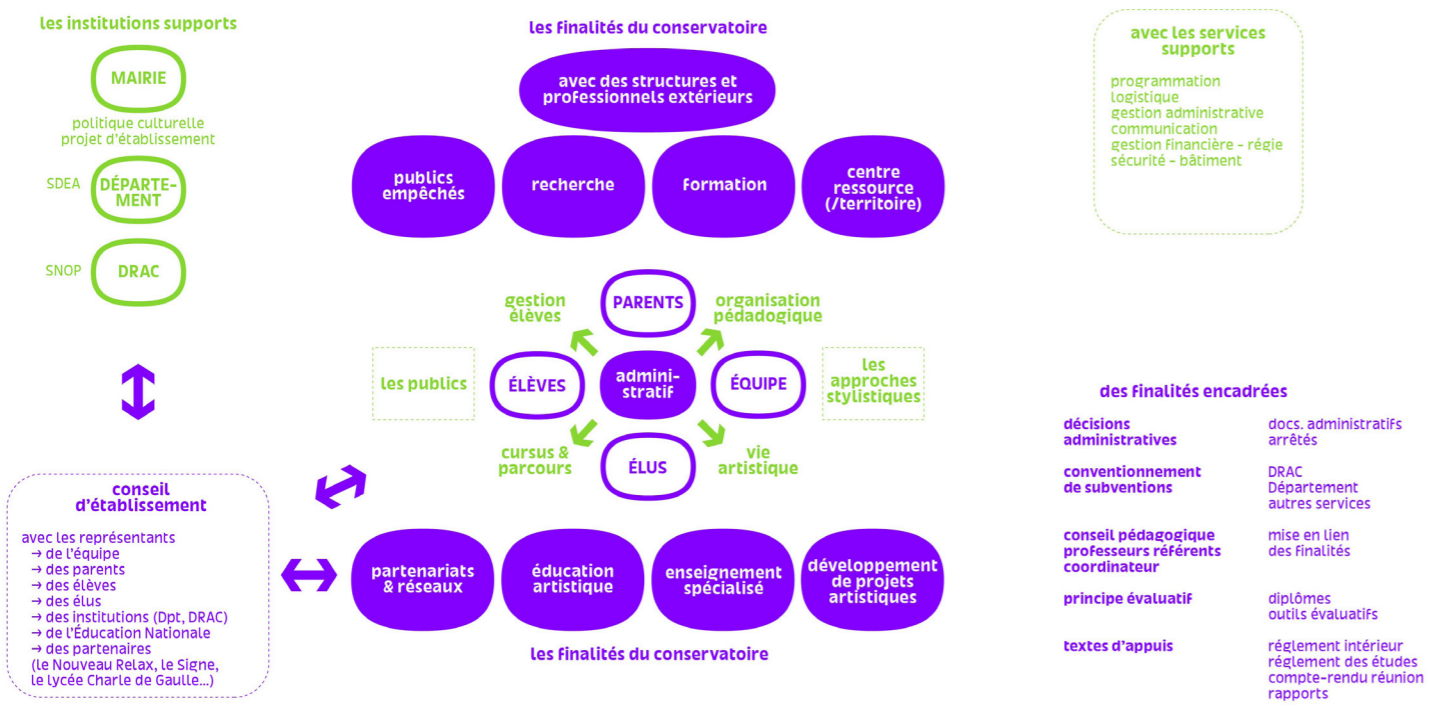 les institutions supports
MAIRIE
politique culturelle
projet d'établissement
SDEA
DÉPARTE-
MENT
SNOP
DRAC
les finalités du conservatoire
avec des structures et
professionnels extérieurs
publics
empêchés
recherche
formation
centre
ressource
(/territoire)
avec les services
supports
programmation
logistique
gestion administrative
communication
gestion financière - régie
sécurité - bâtiment
gestion
élèves
PARENTS
organisation
pédadogique
les publics
ÉLÈVES
admini-
stratif
ÉQUIPE
les
approches
stylistiques
cursus &
parcours
ÉLUS
vie
artistique
conseil
d'établissement
avec les représentants
→ de l'équipe
→ des parents
→ des élèves
→ des élus
→ des institutions (Dpt, DRAC)
→ de l'Éducation Nationale
→ des partenaires
(le Nouveau Relax, le Signe,
le lycée Charle de Gaulle...)
partenariats
& réseaux
éducation
artistique
enseignement
spécialisé
développement
de projets
artistiques
les finalités du conservatoire
des finalités encadrées
décisions
administratives
docs. administratifs
arrêtés
conventionnement
de subventions
DRAC
Département
autres services
conseil pédagogique
professeurs référents
coordinateur
mise en lien
des finalités
principe évaluatif
diplômes
outils évaluatifs
textes d'appuis
réglement intérieur
réglement des études
compte-rendu réunion
rapports